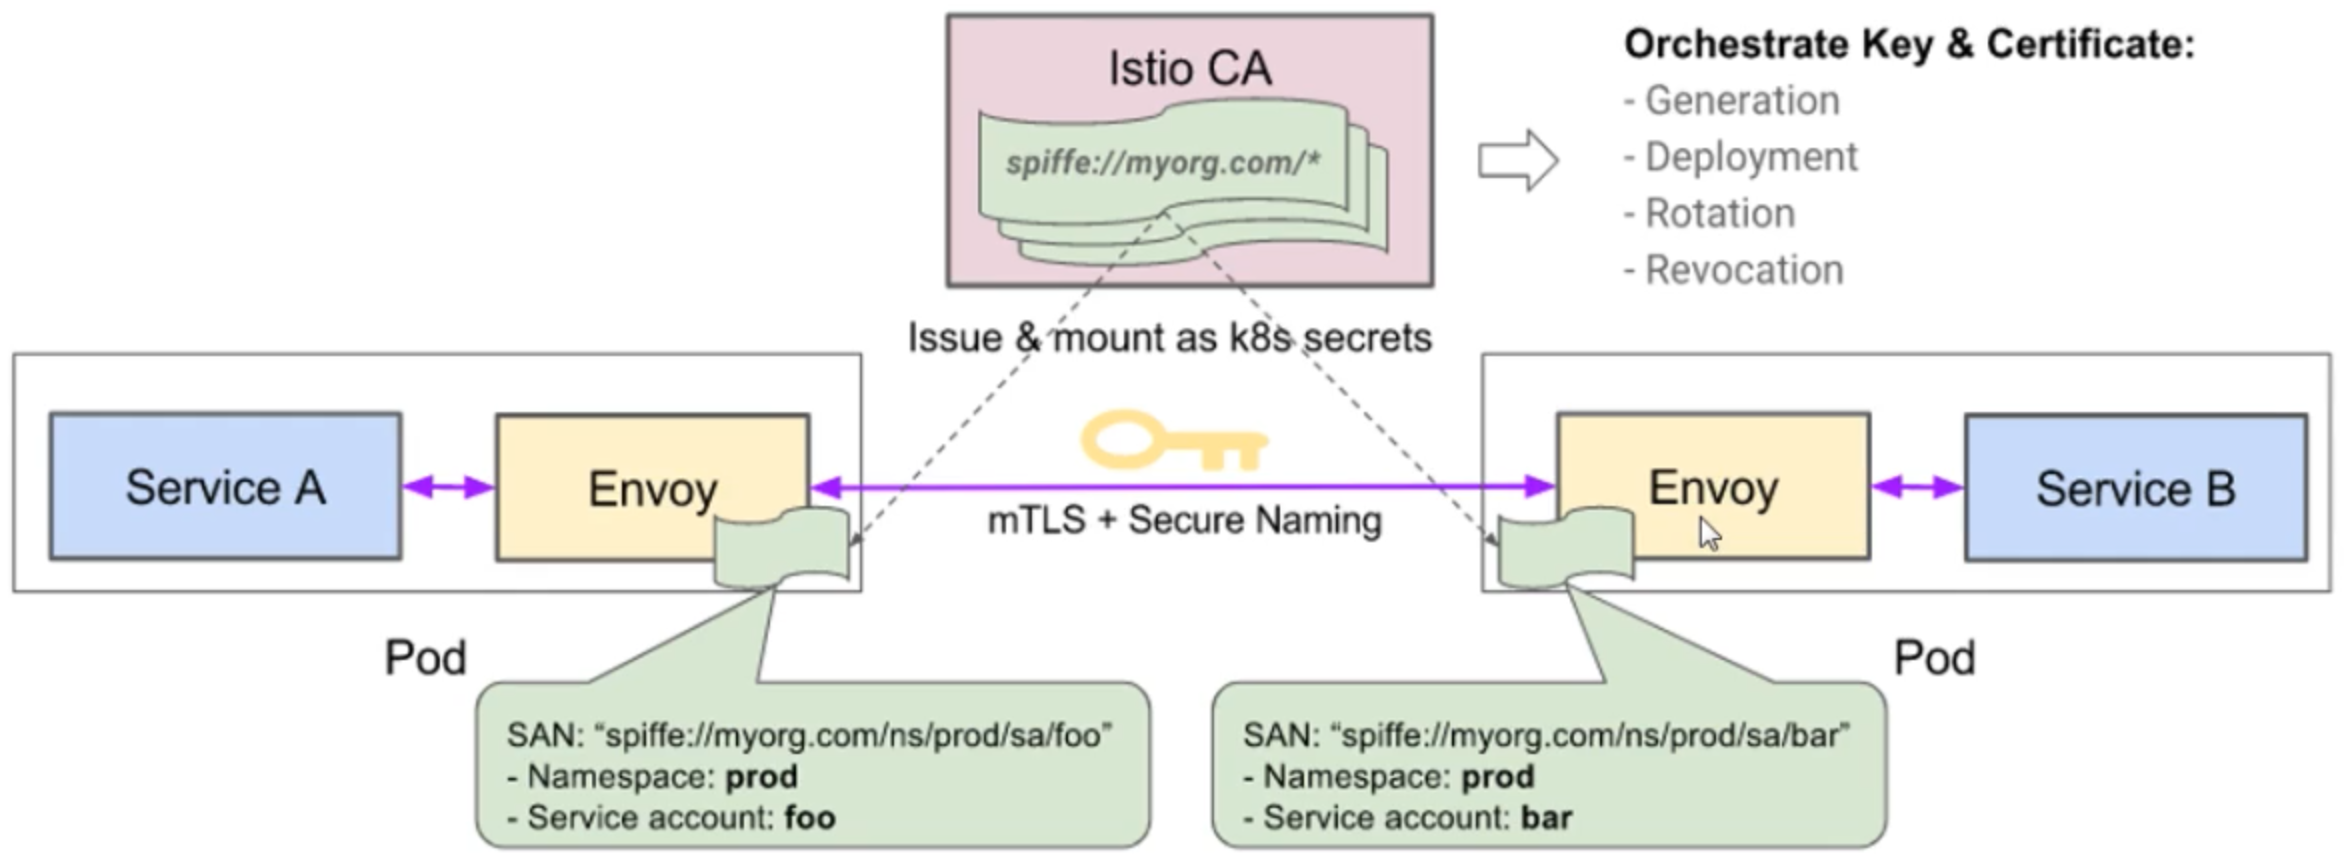 Istio CA
spiffe://myorg.com/*
Orchestrate Key & Certificate:
- Generation
- Deployment
- Rotation
- Revocation
Issue & mount as k8s secrets
Service A
Envoy
mTLS + Secure Naming
Envoy
Service B
Pod
Pod
SAN: “spiffe://myorg.com/ns/prod/sa/foo”
- Namespace: prod
- Service account: foo
SAN: “spiffe://myorg.com/ns/prod/sa/bar”
- Namespace: prod
- Service account: bar